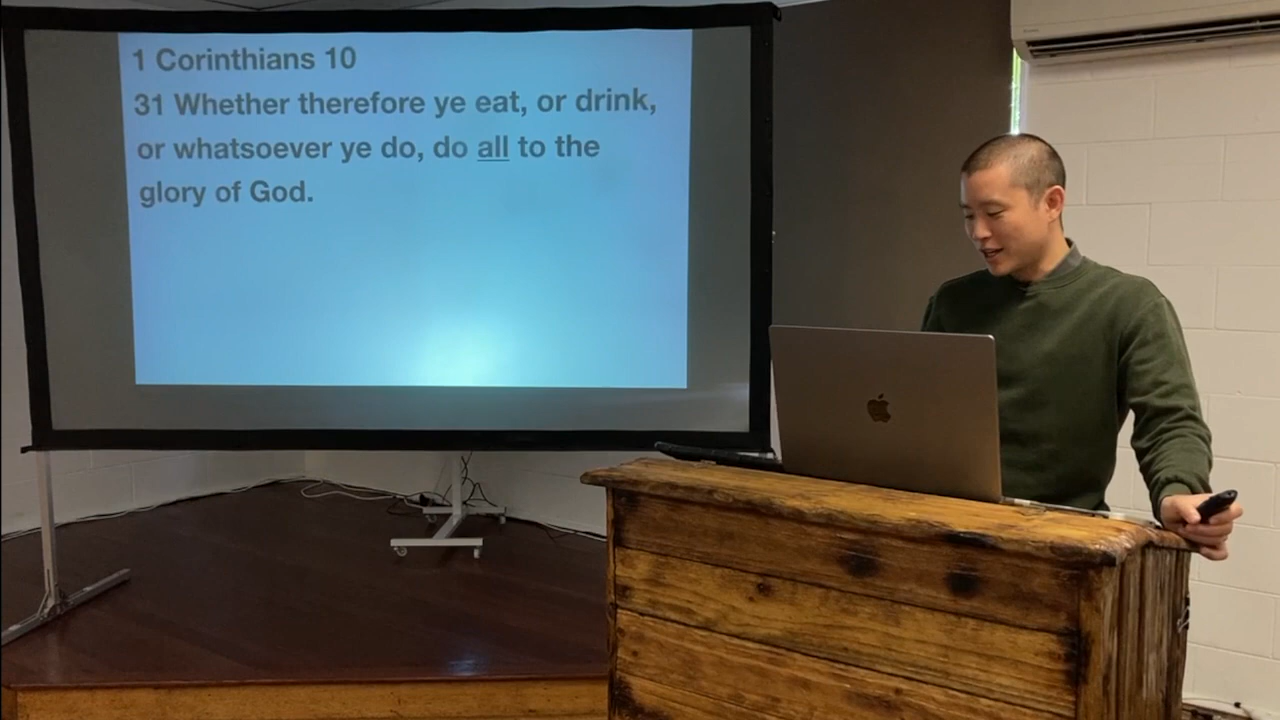 1 Corinthians 10
31 Whether therefore ye eat, or drink,
or whatsoever ye do, do all to the
glory of God.